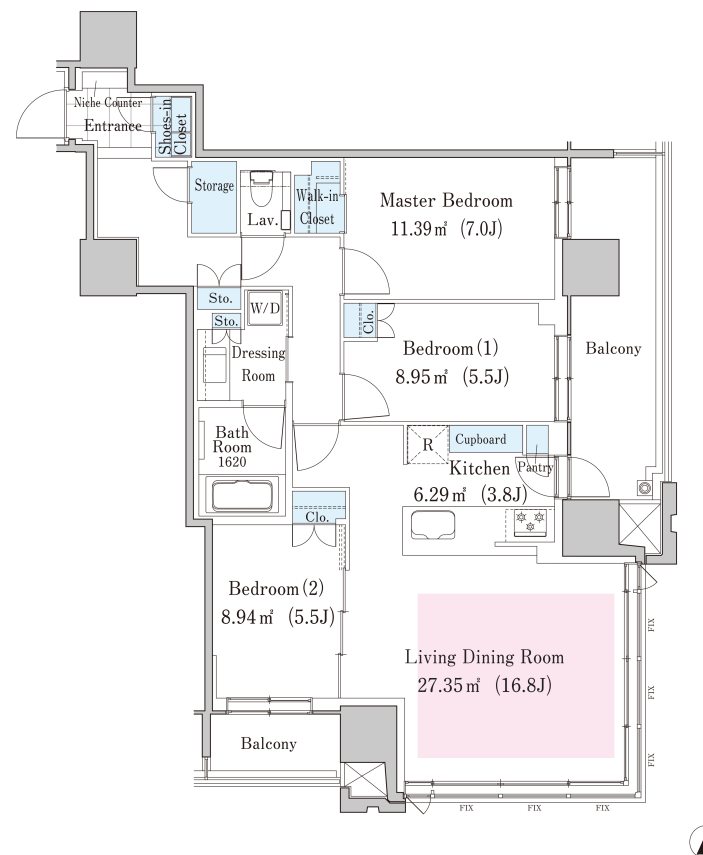 Niche Counter
Entrance
Shoes-in
Closet
Storage
Lav.
Walk-in
Closet
Master Bedroom
11.39㎡ (7.0J)
Sto.
W/D
Sto.
Clo.
Dressing
Room
Bedroom(1)
8.95㎡ (5.5J)
Balcony
Bath
Room
1620
R
Cupboard
Kitchen
Pantry
6.29㎡ (3.8J)
Clo.
Bedroom(2)
8.94㎡ (5.5J)
Living Dining Room
27.35㎡ (16.8J)
FIX
FIX
FIX
Balcony
FIX
FIX
FIX